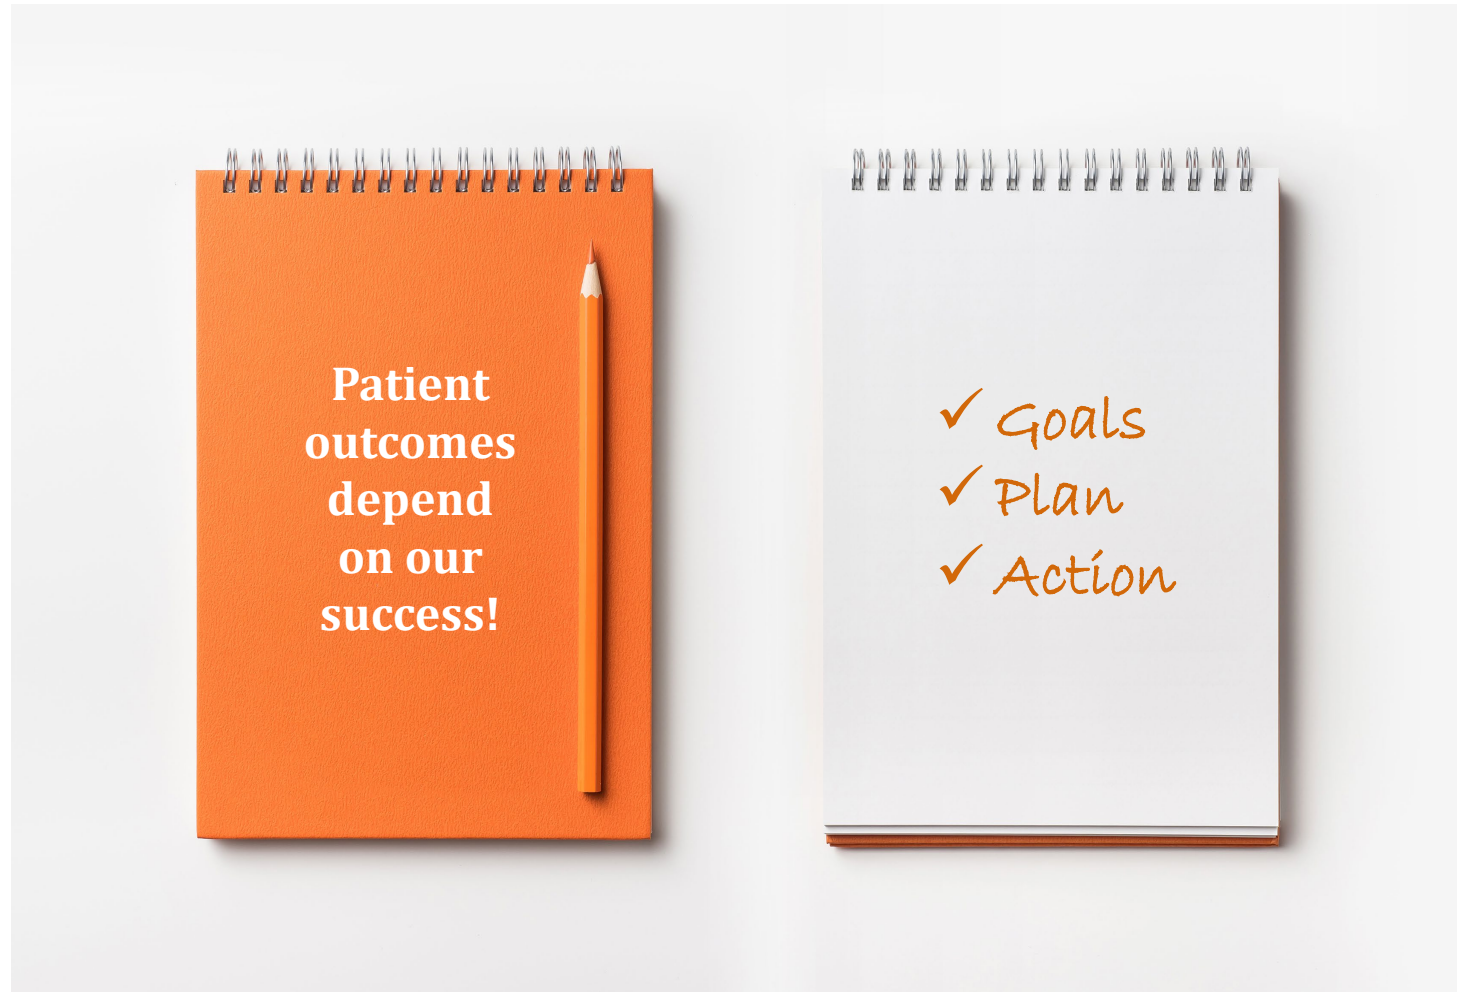 Patient
outcomes
depend
on our
success!
✓ Goals
✓ Plan
✓ Action